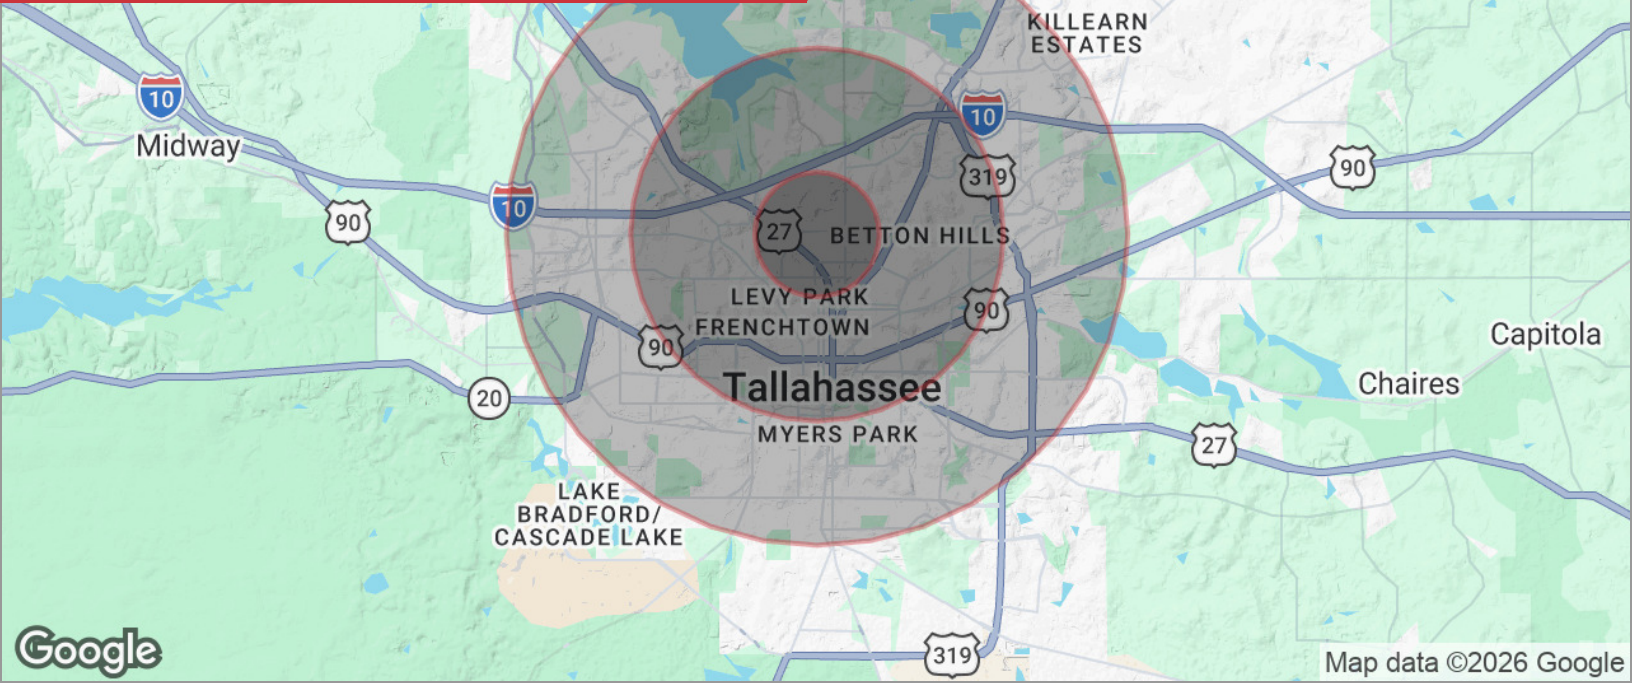 KILLEARN
ESTATES
10
Midway
10
90
319
10
90
27
BETTON HILLS
LEVY PARK
90
FRENCHTOWN
90
Capitola
Tallahassee
Chaires
20
MYERS PARK
27
LAKE
BRADFORD/
CASCADE LAKE
Google
319
Map data ©2026 Google